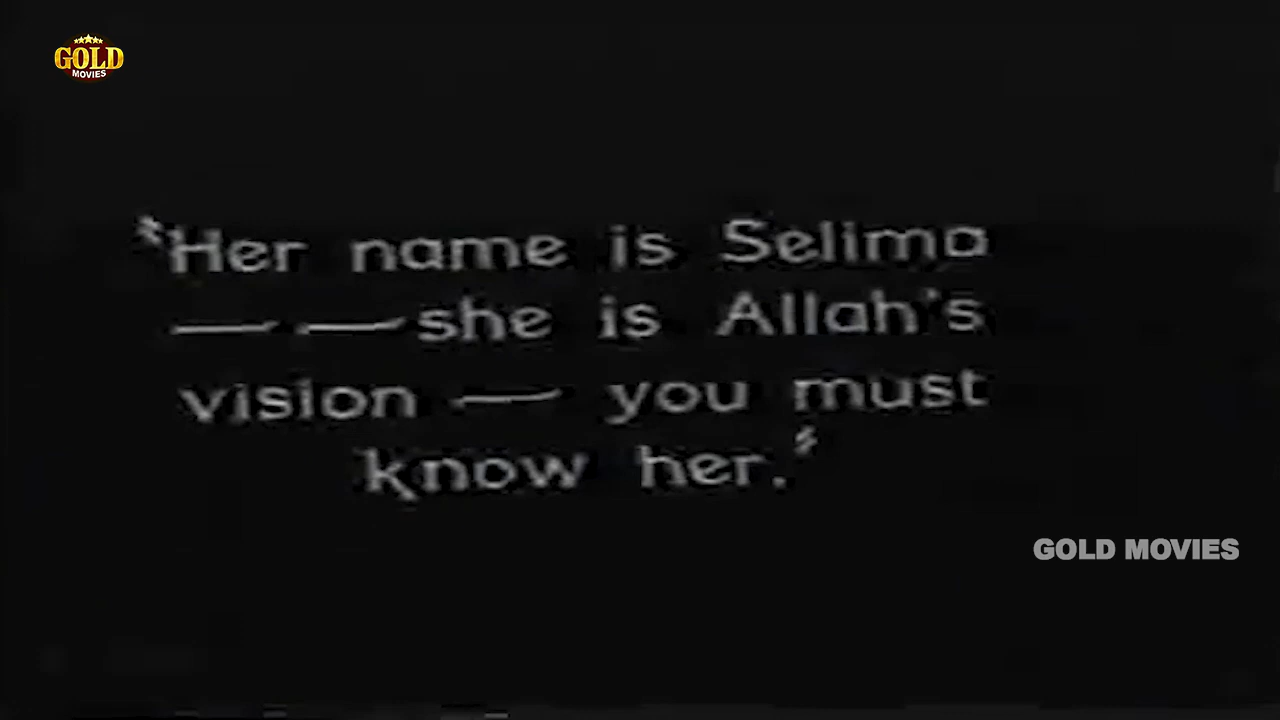 GOLD
MOVIES
"Her name is Selima
— — she is Allah's
vision — you must
know her."
GOLD MOVIES